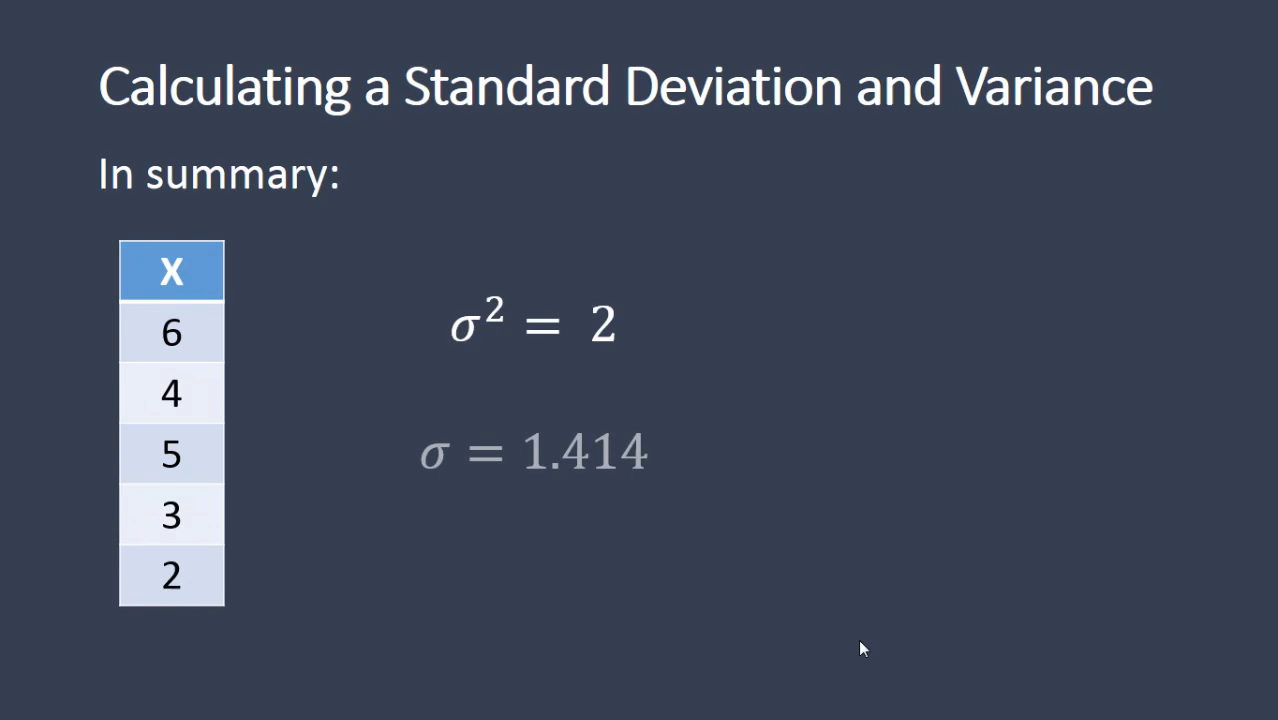 Calculating a Standard Deviation and Variance
In summary:
X
6
4
5
3
2
σ² = 2
σ = 1.414